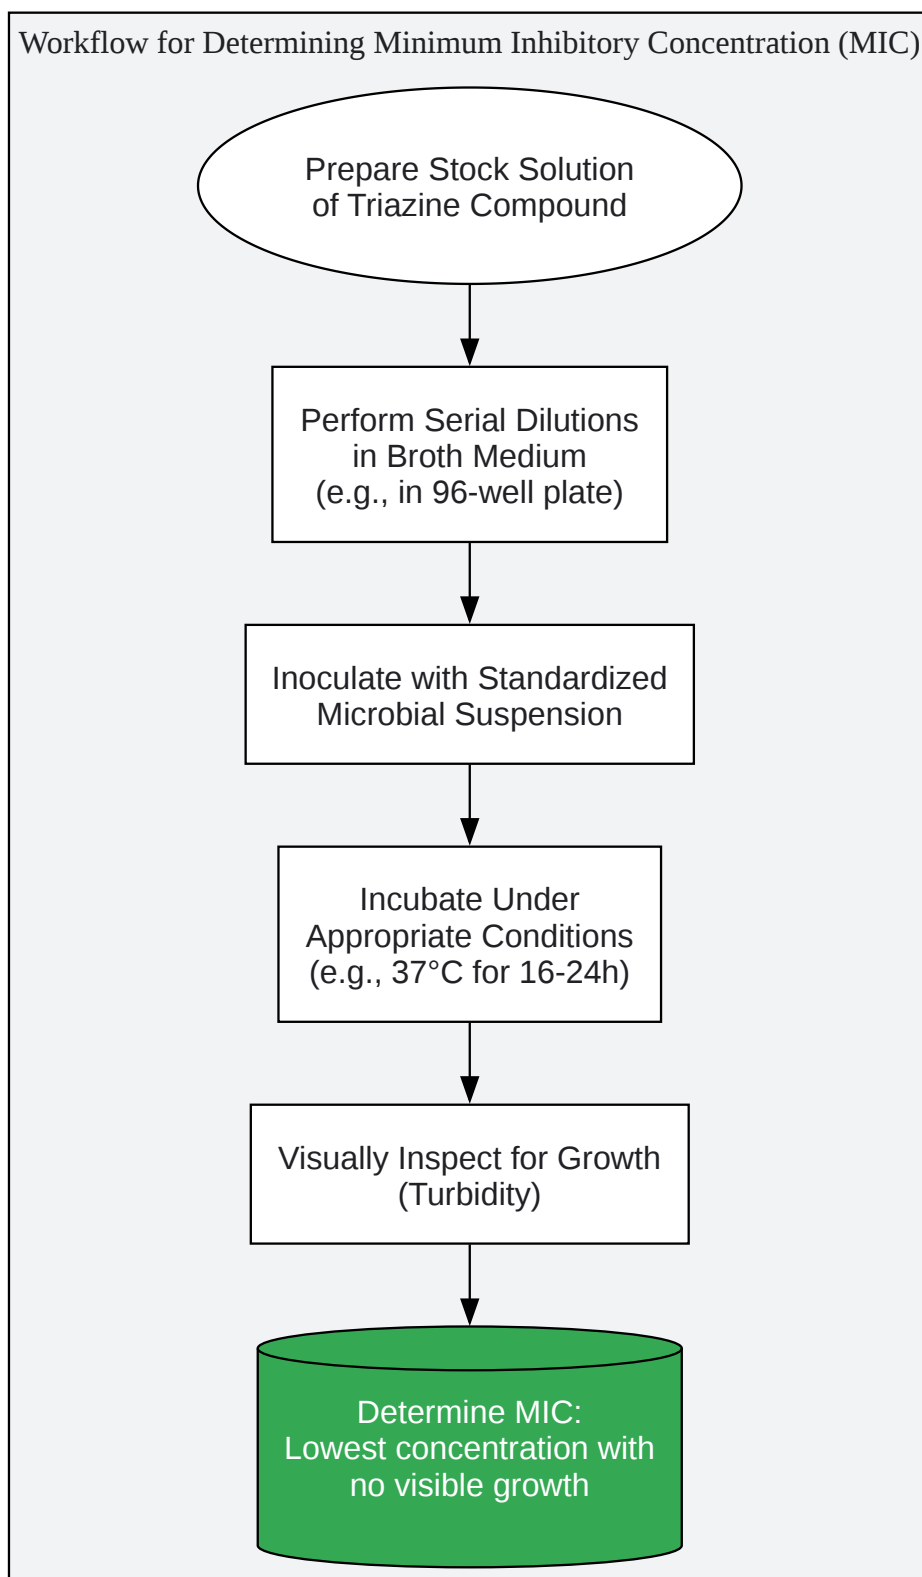 Workflow for Determining Minimum Inhibitory Concentration (MIC)
Prepare Stock Solution
of Triazine Compound
Perform Serial Dilutions
in Broth Medium
(e.g., in 96-well plate)
Inoculate with Standardized
Microbial Suspension
Incubate Under
Appropriate Conditions
(e.g., 37°C for 16-24h)
Visually Inspect for Growth
(Turbidity)
Determine MIC:
Lowest concentration with
no visible growth